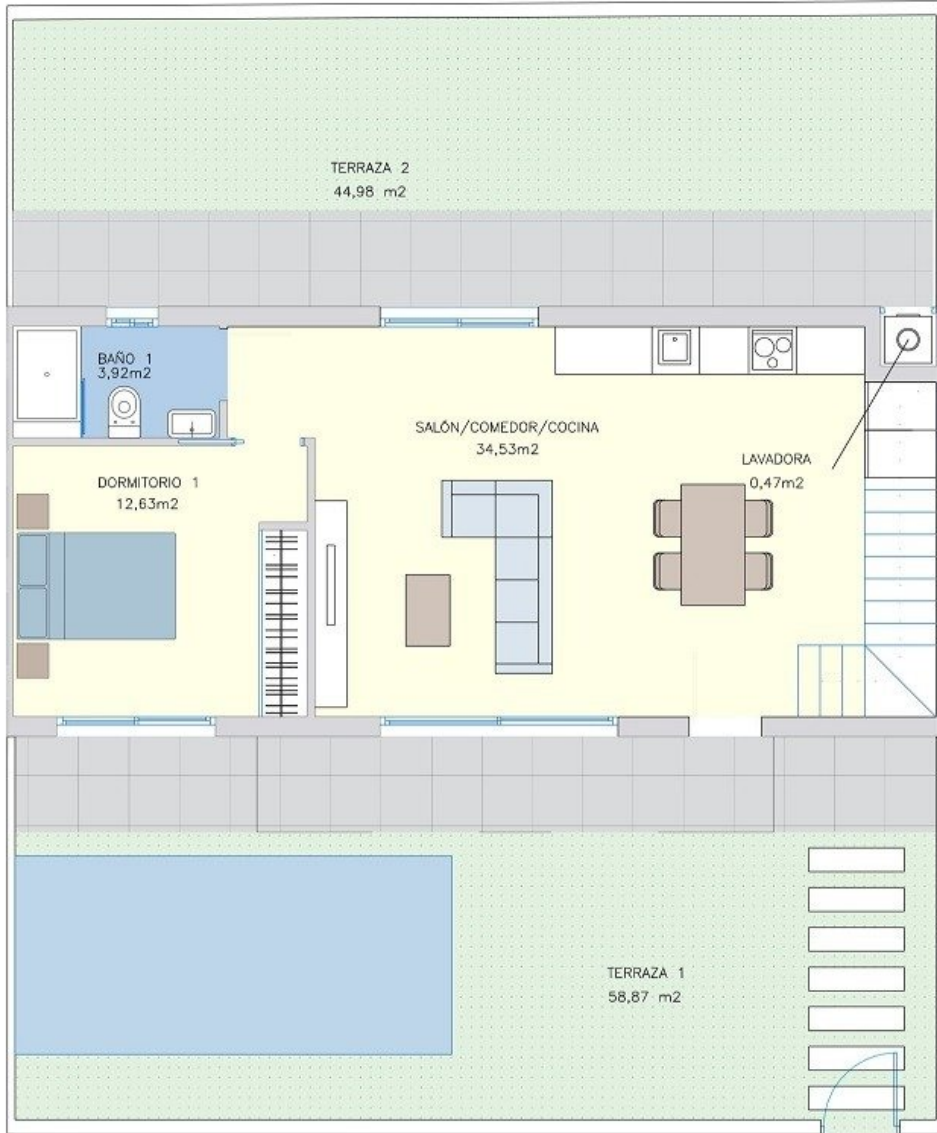 TERRAZA 2
44,98 m2
BAÑO 1
3,92m2
SALÓN/COMEDOR/COCINA
34,53m2
LAVADORA
0,47m2
DORMITORIO 1
12,63m2
TERRAZA 1
58,87 m2